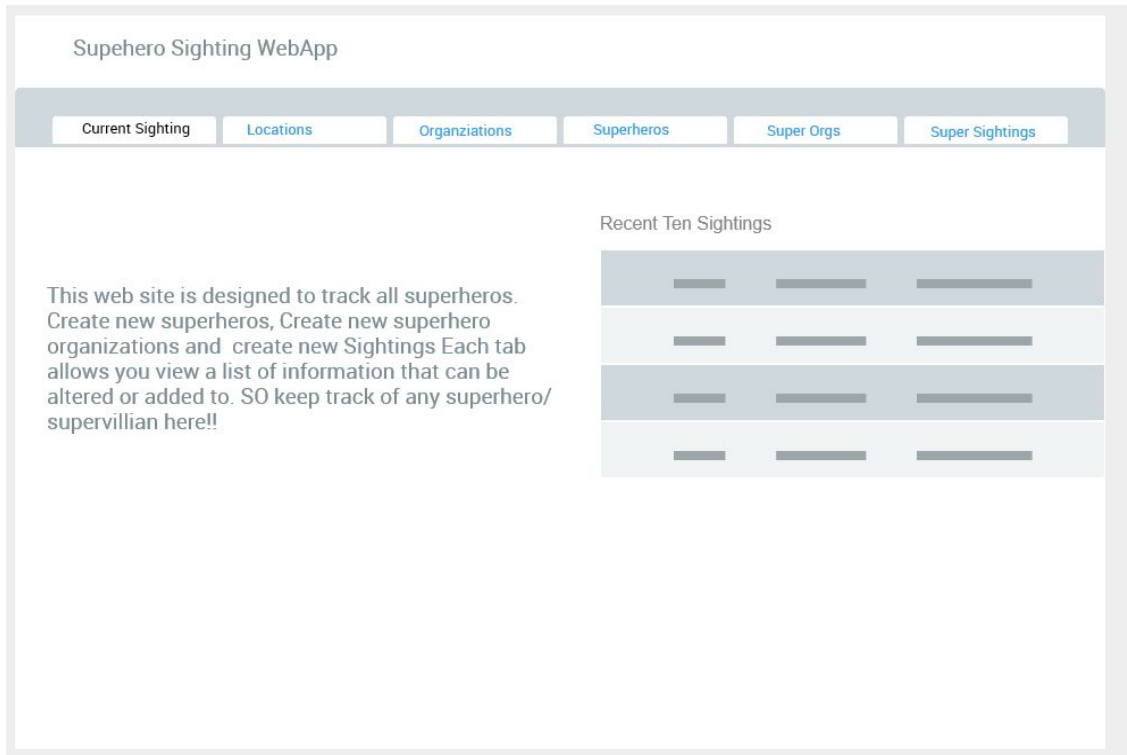 Supehero Sighting WebApp
Current Sighting
Locations
Organziations
Superheros
Super Orgs
Super Sightings
Recent Ten Sightings
This web site is designed to track all superheros.
Create new superheros, Create new superhero
organizations and  create new Sightings Each tab
allows you view a list of information that can be
altered or added to. SO keep track of any superhero/
supervillian here!!